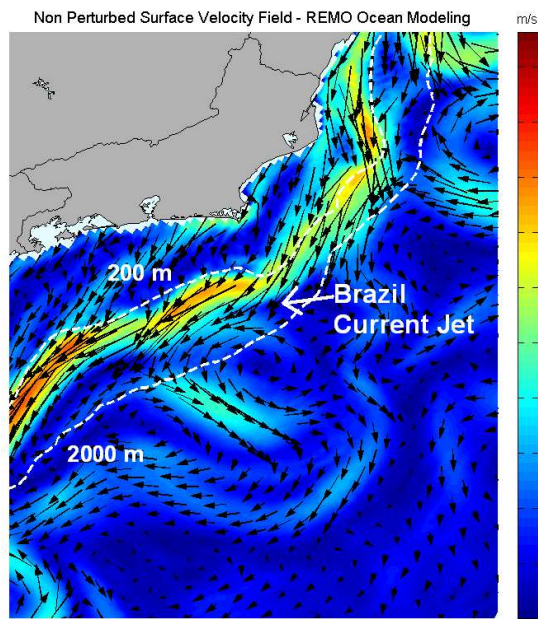 Non Perturbed Surface Velocity Field - REMO Ocean Modeling
m/s
200 m
Brazil
Current Jet
2000 m